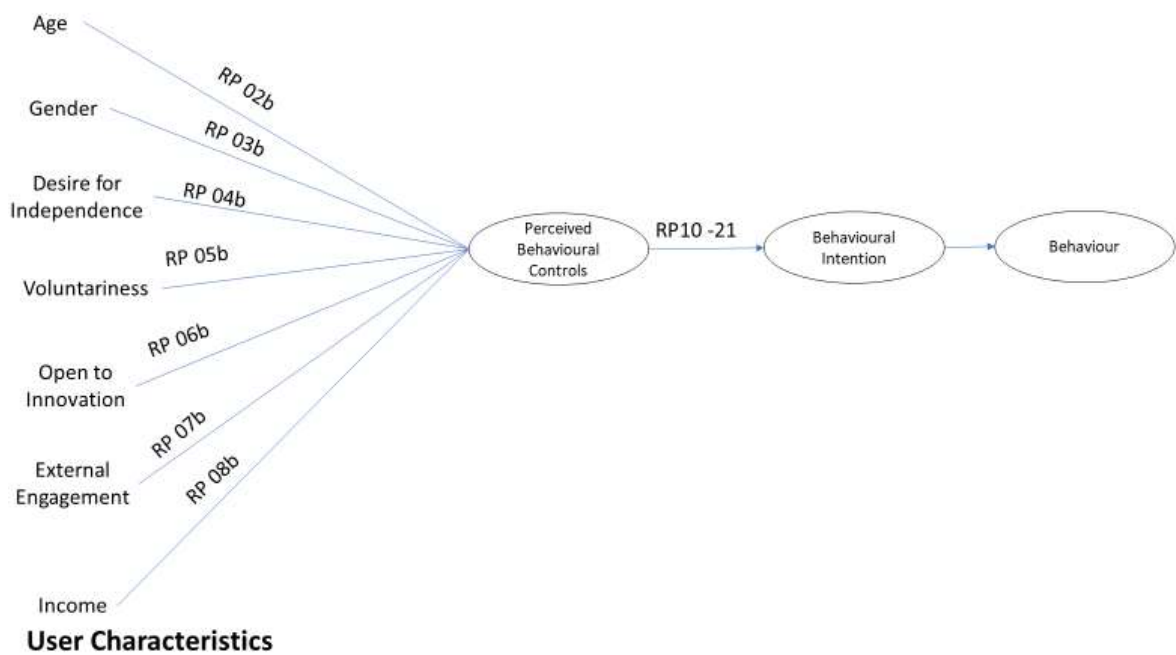 Age
RP 02b
Gender
RP 03b
Desire for
Independence
RP 04b
Voluntariness
RP 05b
Open to
Innovation
RP 06b
External
Engagement
RP 07b
Income
RP 08b
User Characteristics
Perceived
Behavioural
Controls
RP10 -21
Behavioural
Intention
Behaviour